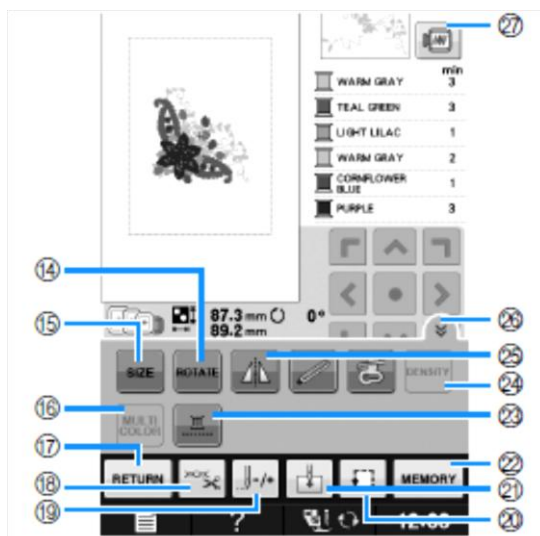 27
min
WARM GRAY 3
TEAL GREEN 3
LIGHT LILAC 1
WARM GRAY 2
CORNFLOWER
BLUE 1
PURPLE 3
14
87.3 mm 0°
89.2 mm
26
15
SIZE
ROTATE
25
DENSITY
24
16
MULTI
COLOR
23
17
RETURN
-/+
MEMORY
22
18
19
21
20
?